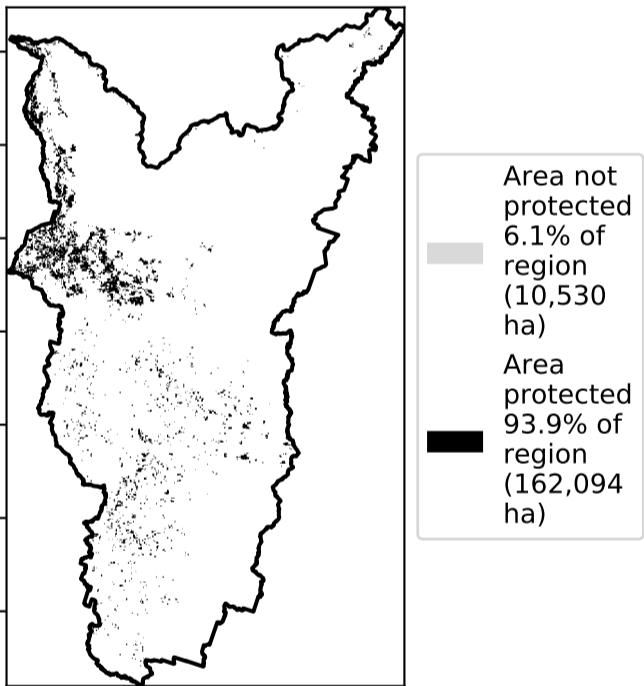 Area not
protected
6.1% of
region
(10,530
ha)
Area
protected
93.9% of
region
(162,094
ha)